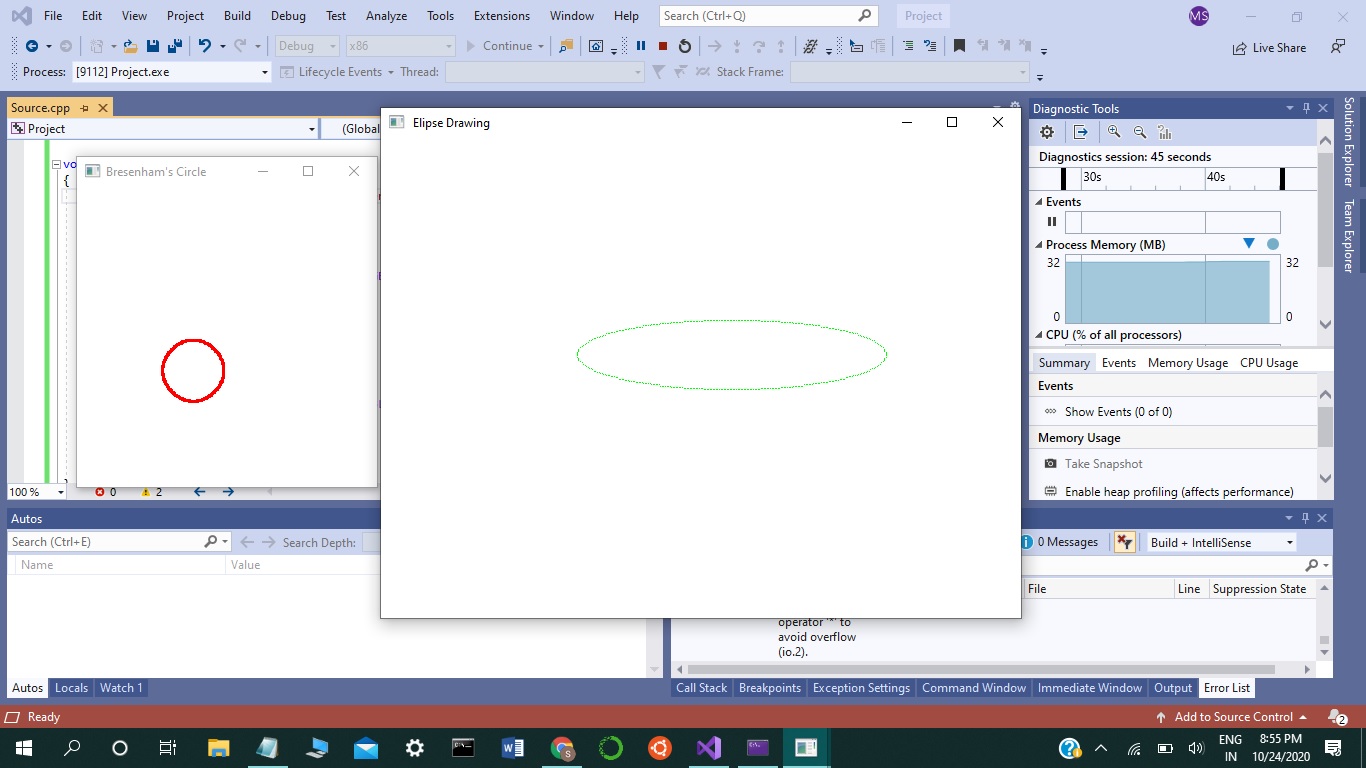 File Edit View Project Build Debug Test Analyze Tools Extensions Window Help Search (Ctrl+Q) Project MS
Debug x86 Continue Live Share
Process: [9112] Project.exe Lifecycle Events Thread: Stack Frame:
Source.cpp
Project (Global
vo
{
Bresenham's Circle
Elipse Drawing
100 % 0 2
Diagnostic Tools
Diagnostics session: 45 seconds
30s 40s
Events
Process Memory (MB)
32 32
0 0
CPU (% of all processors)
Summary Events Memory Usage CPU Usage
Events
Show Events (0 of 0)
Memory Usage
Take Snapshot
Enable heap profiling (affects performance)
Solution Explorer
Team Explorer
Autos
Search (Ctrl+E) Search Depth:
Name Value
0 Messages Build + IntelliSense
File Line Suppression State
operator '*' to
avoid overflow
(io.2).
Autos Locals Watch 1
Call Stack Breakpoints Exception Settings Command Window Immediate Window Output Error List
Ready Add to Source Control 2
ENG 8:55 PM
IN 10/24/2020